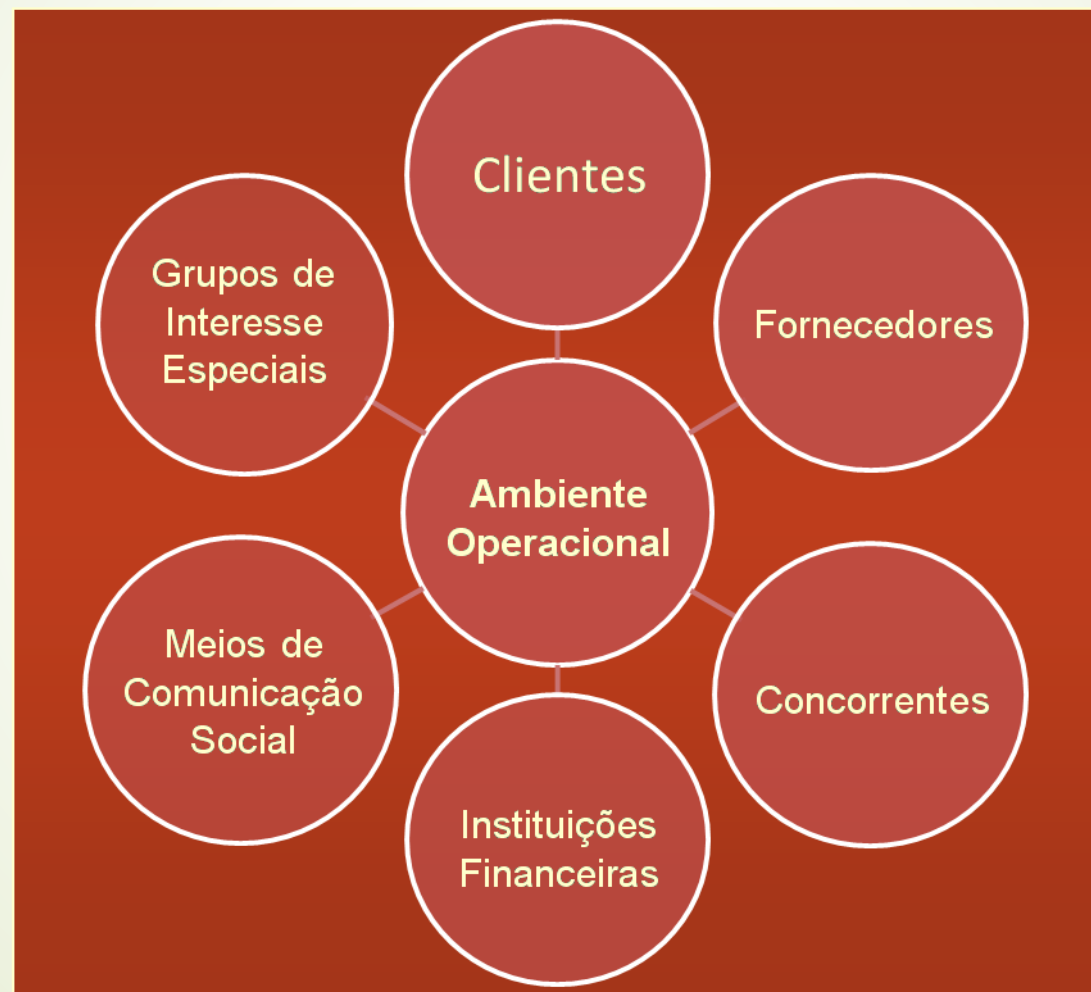 Clientes
Fornecedores
Concorrentes
Instituições
Financeiras
Meios de
Comunicação
Social
Grupos de
Interesse
Especiais
Ambiente
Operacional